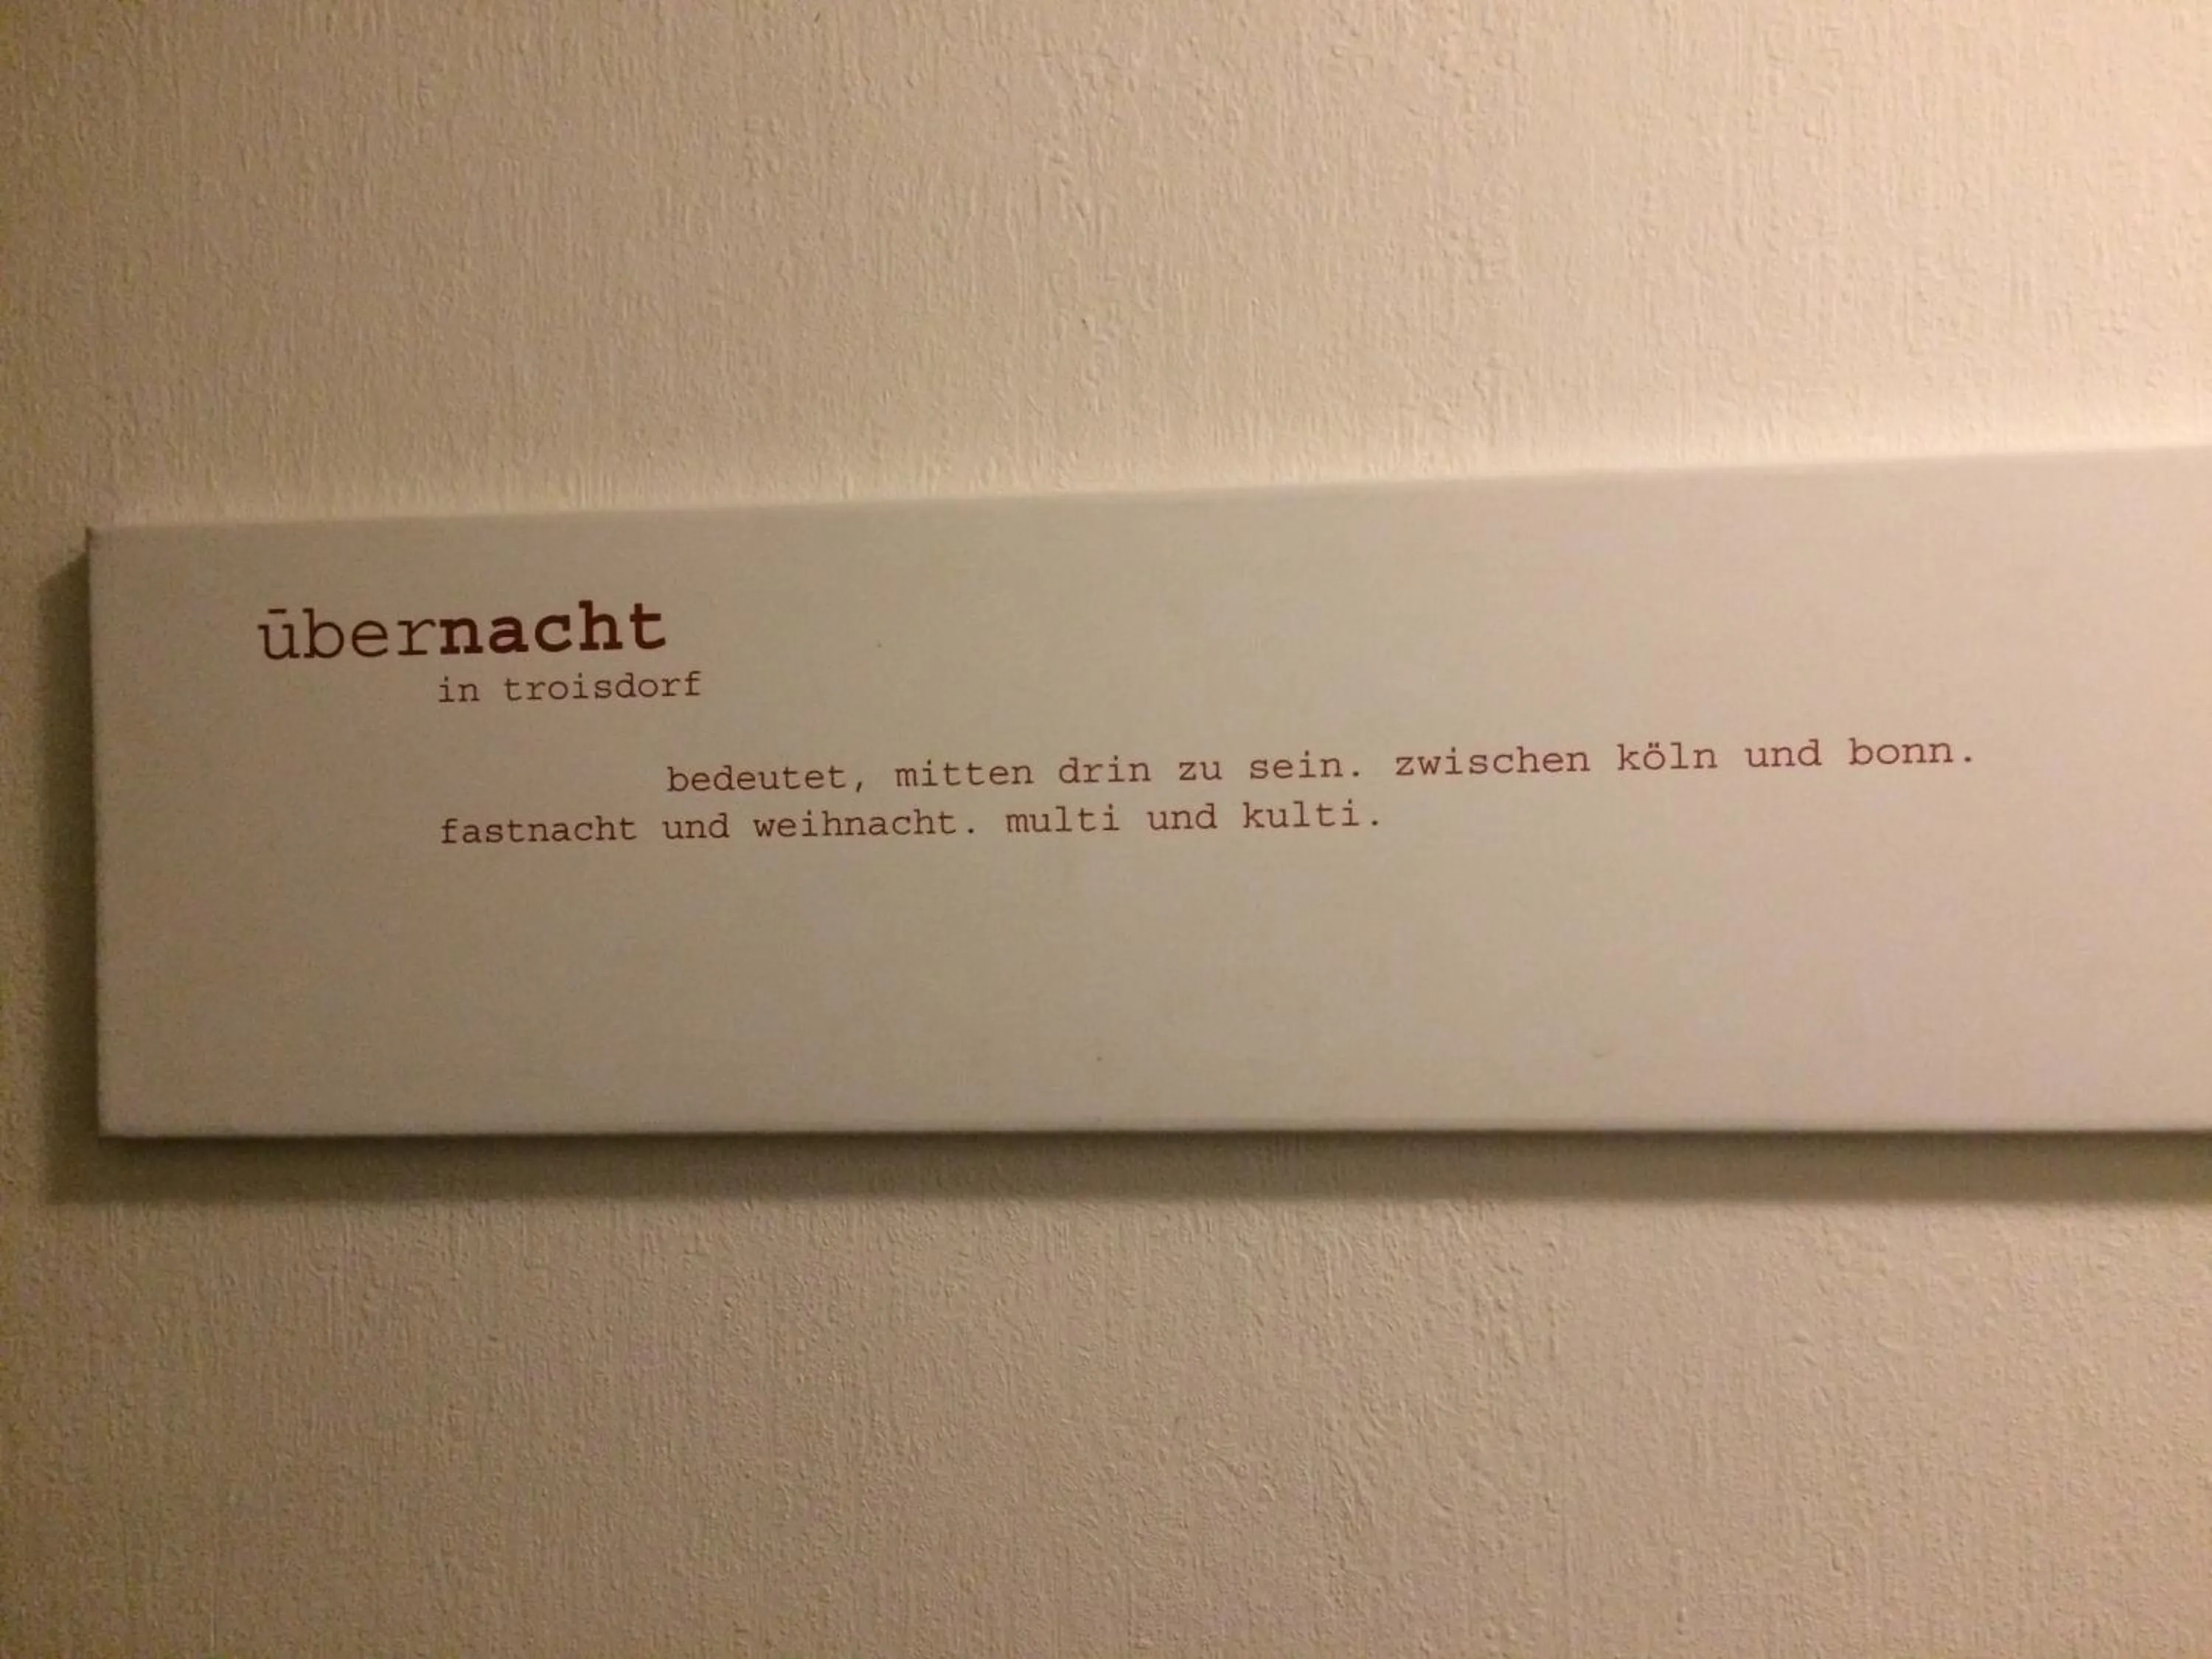 übernacht
in troisdorf
bedeutet, mitten drin zu sein. zwischen köln und bonn.
fastnacht und weihnacht. multi und kulti.